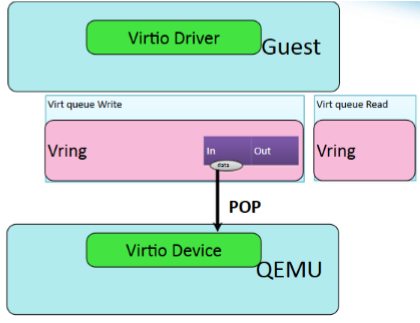 Virtio Driver
Guest
Virt queue Write
Virt queue Read
Vring
In
Out
Vring
data
POP
Virtio Device
QEMU